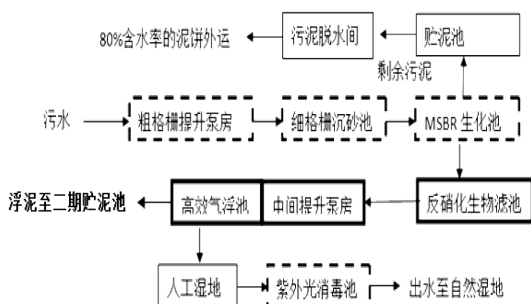 80%含水率的泥饼外运 污泥脱水间 贮泥池
剩余污泥
污水 粗格栅提升泵房 细格栅沉砂池 MSBR 生化池
浮泥至二期贮泥池 高效气浮池 中间提升泵房 反硝化生物滤池
人工湿地 紫外光消毒池 出水至自然湿地